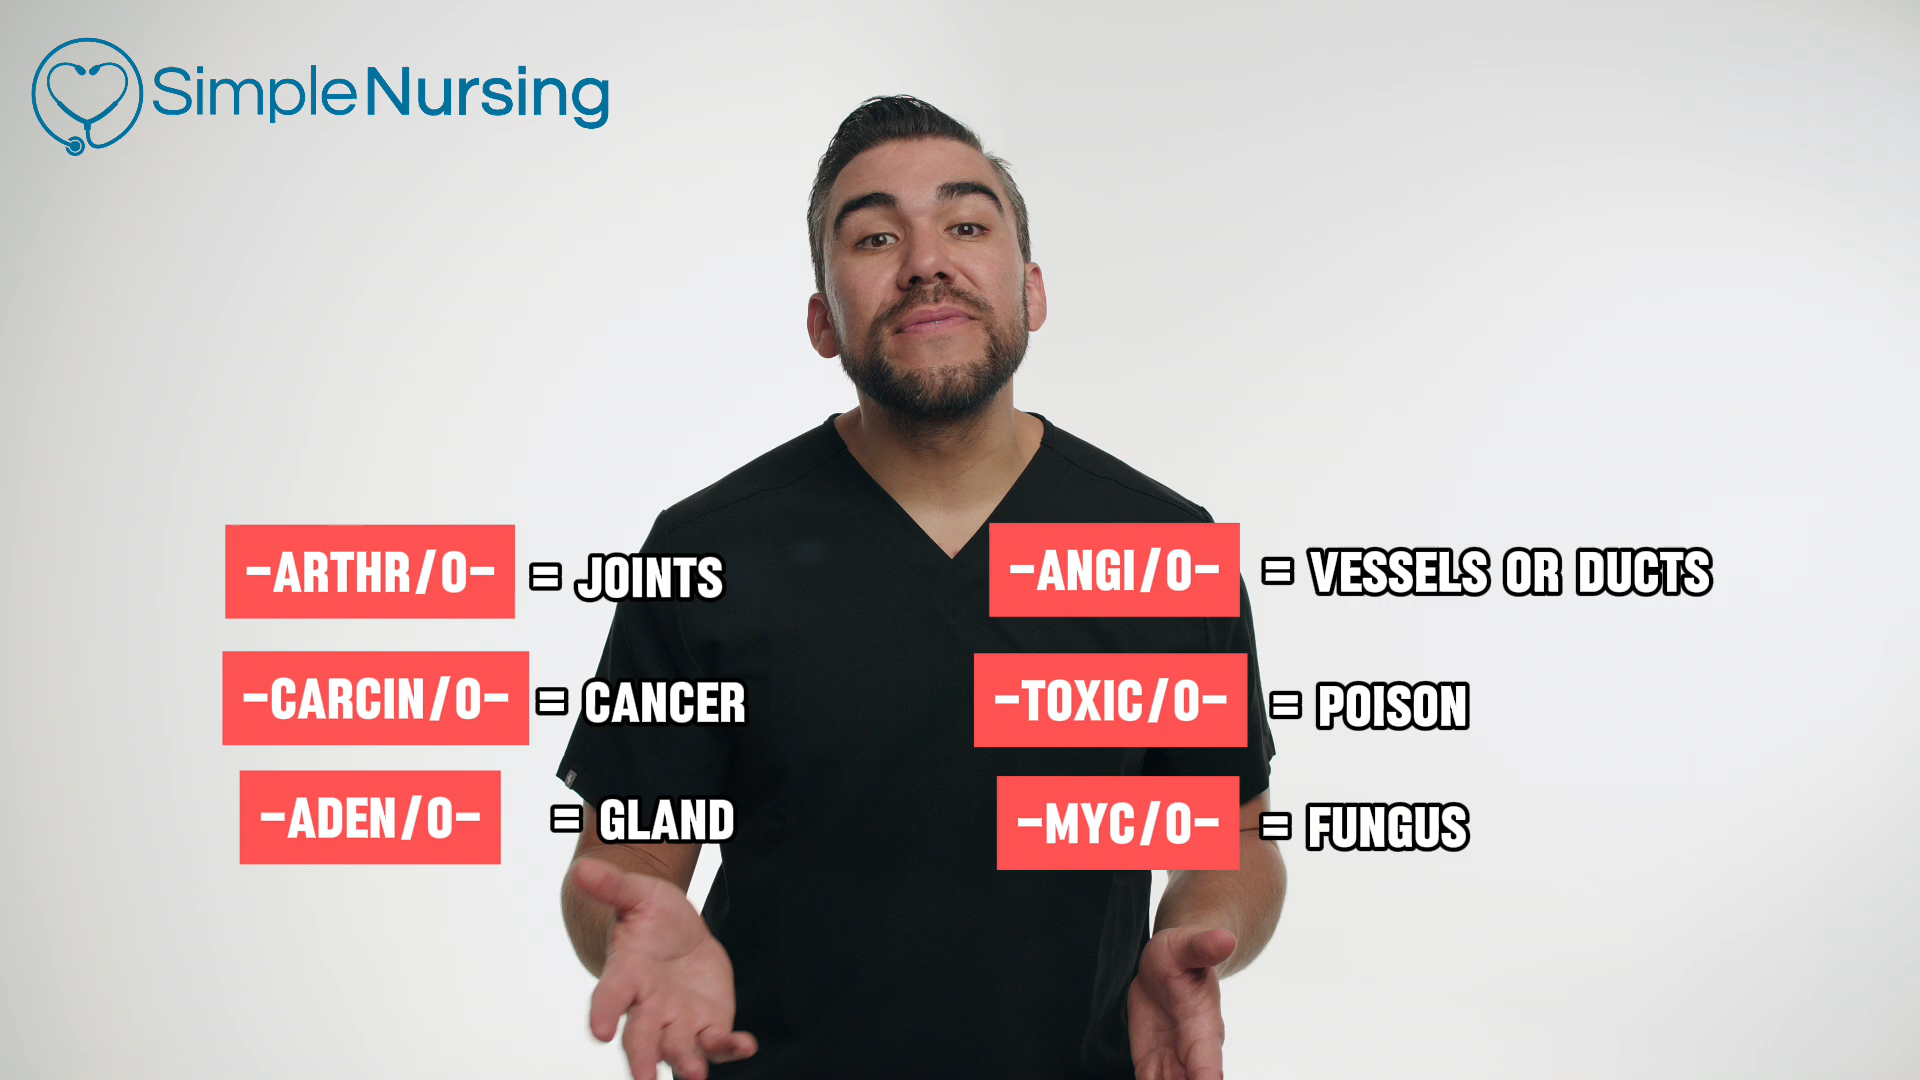 SimpleNursing
-ARTHR/O- = JOINTS
-CARCIN/O- = CANCER
-ADEN/O- = GLAND
-ANGI/O- = VESSELS OR DUCTS
-TOXIC/O- = POISON
-MYC/O- = FUNGUS